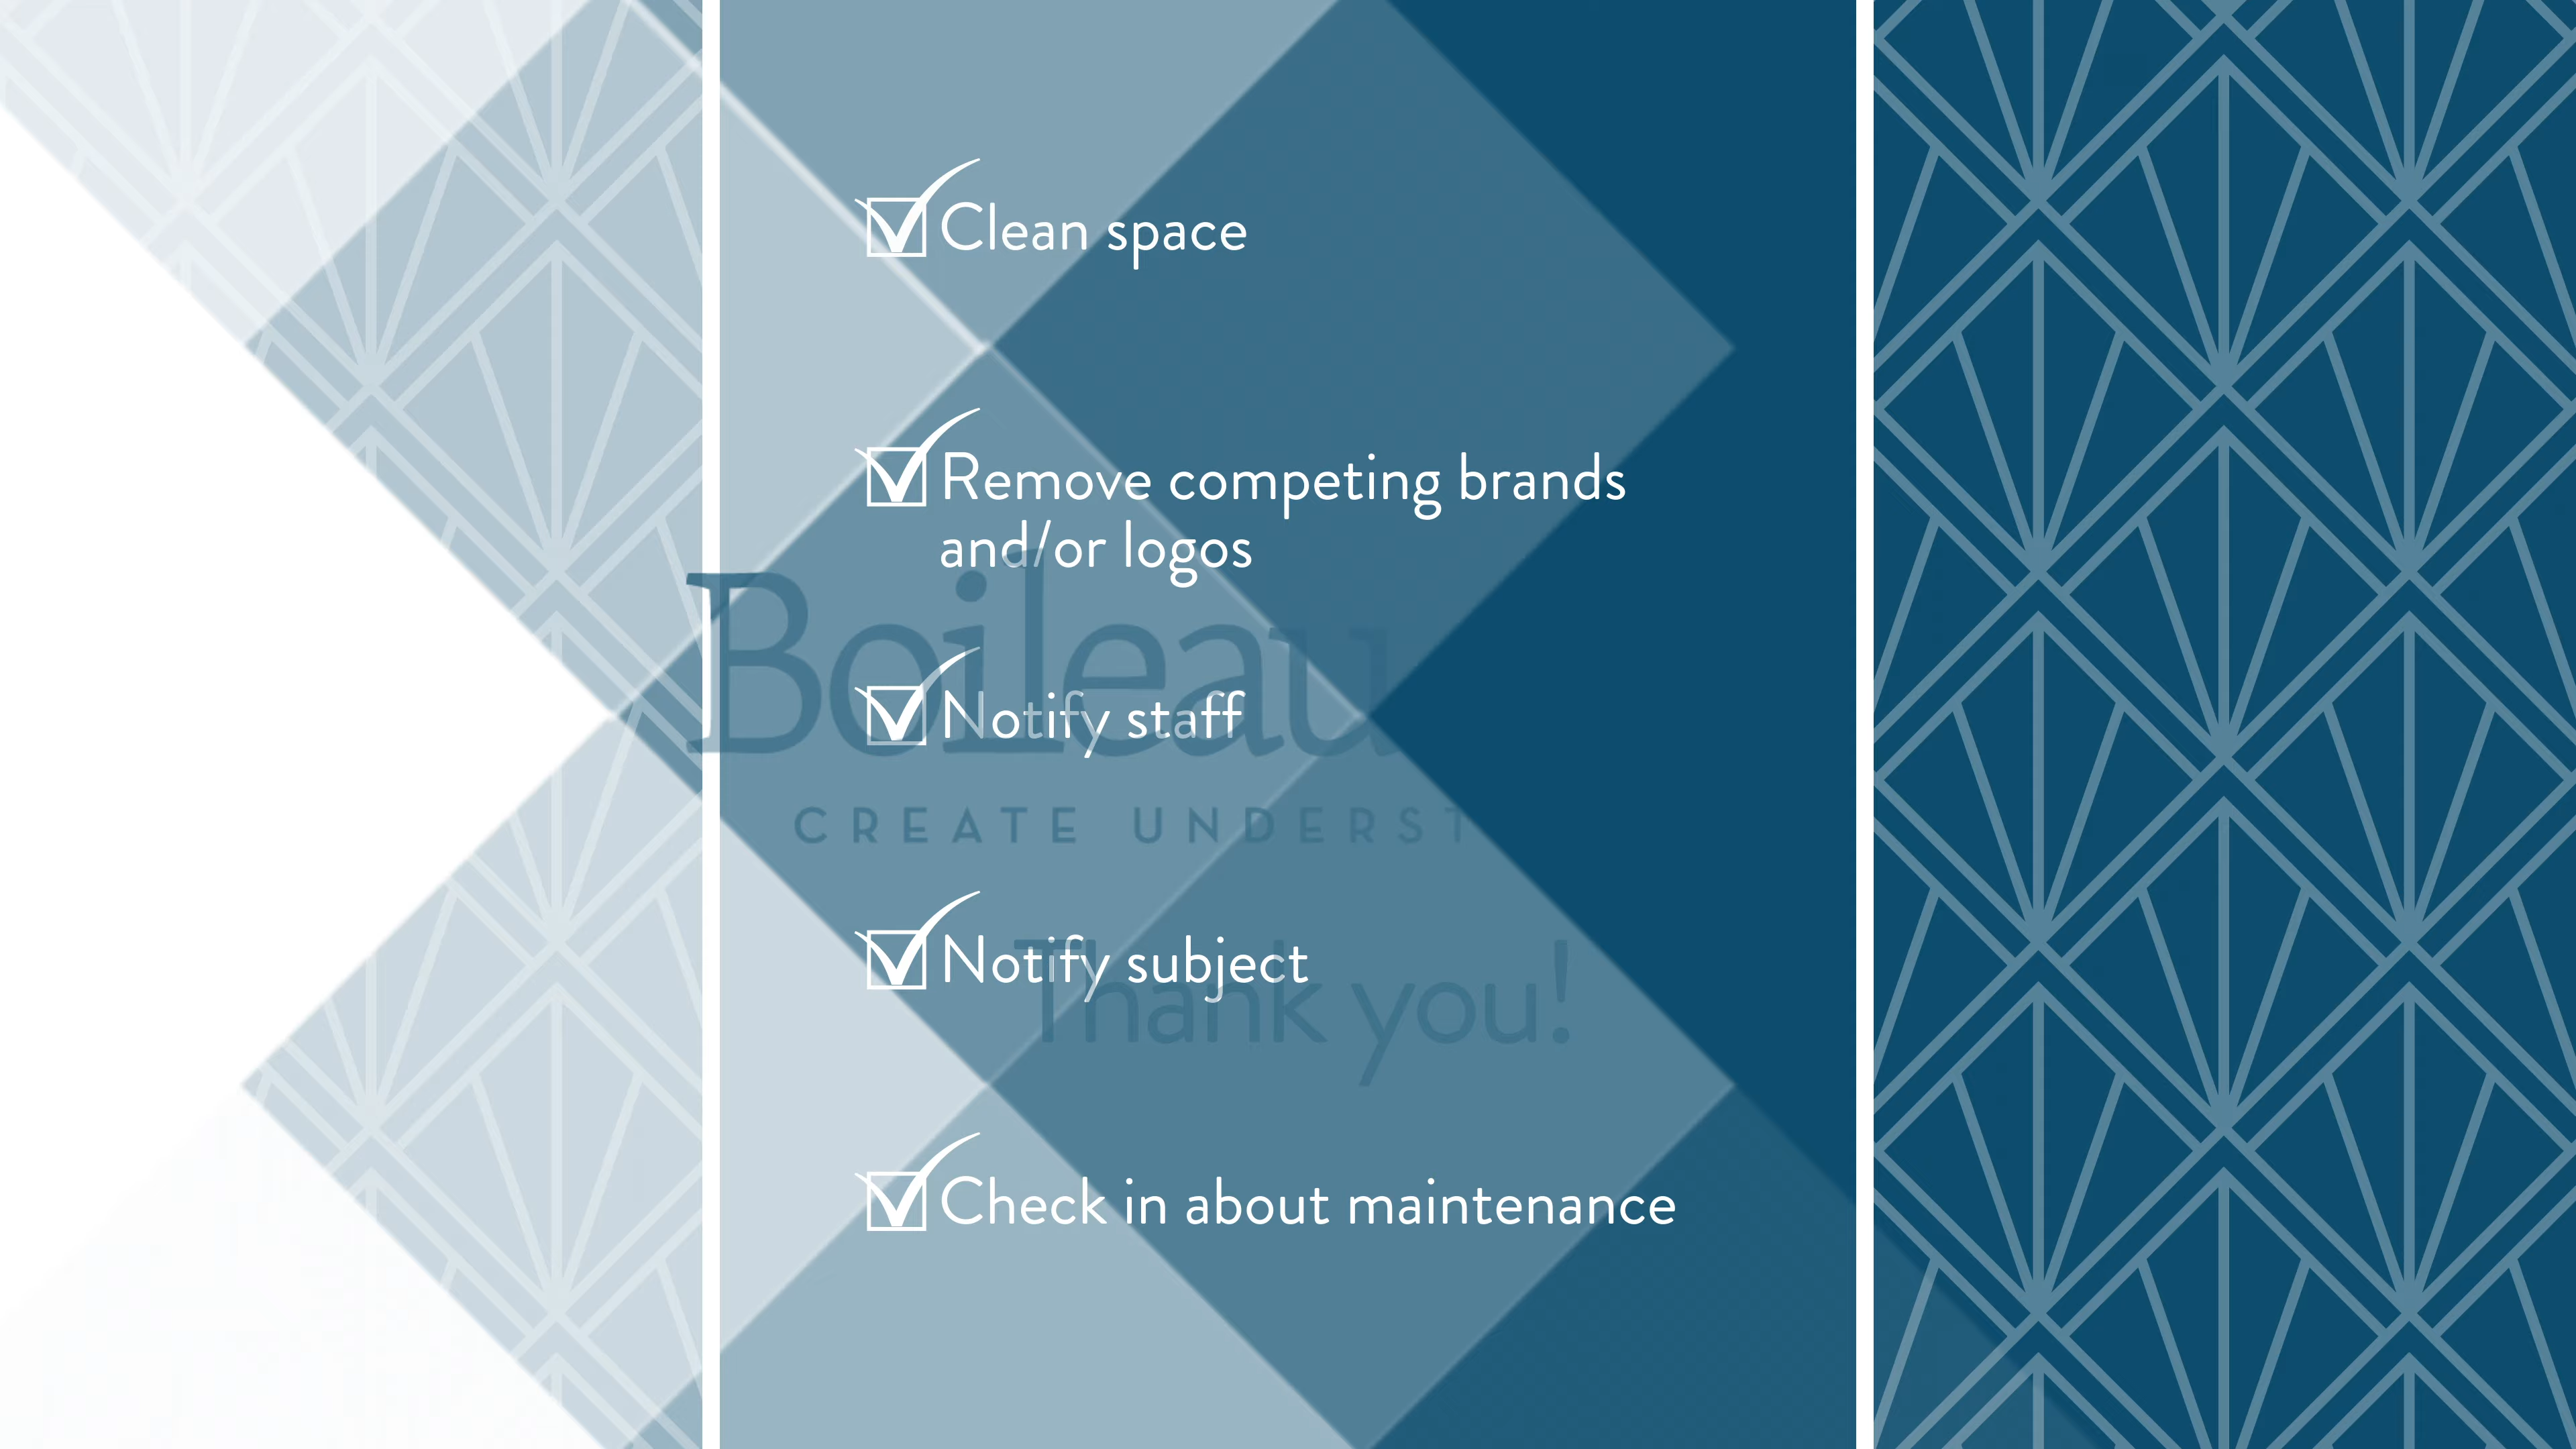 Clean space
Remove competing brands
and/or logos
Boileau
Notify staff
CREATE UNDERST
Notify subject
Thank you!
Check in about maintenance